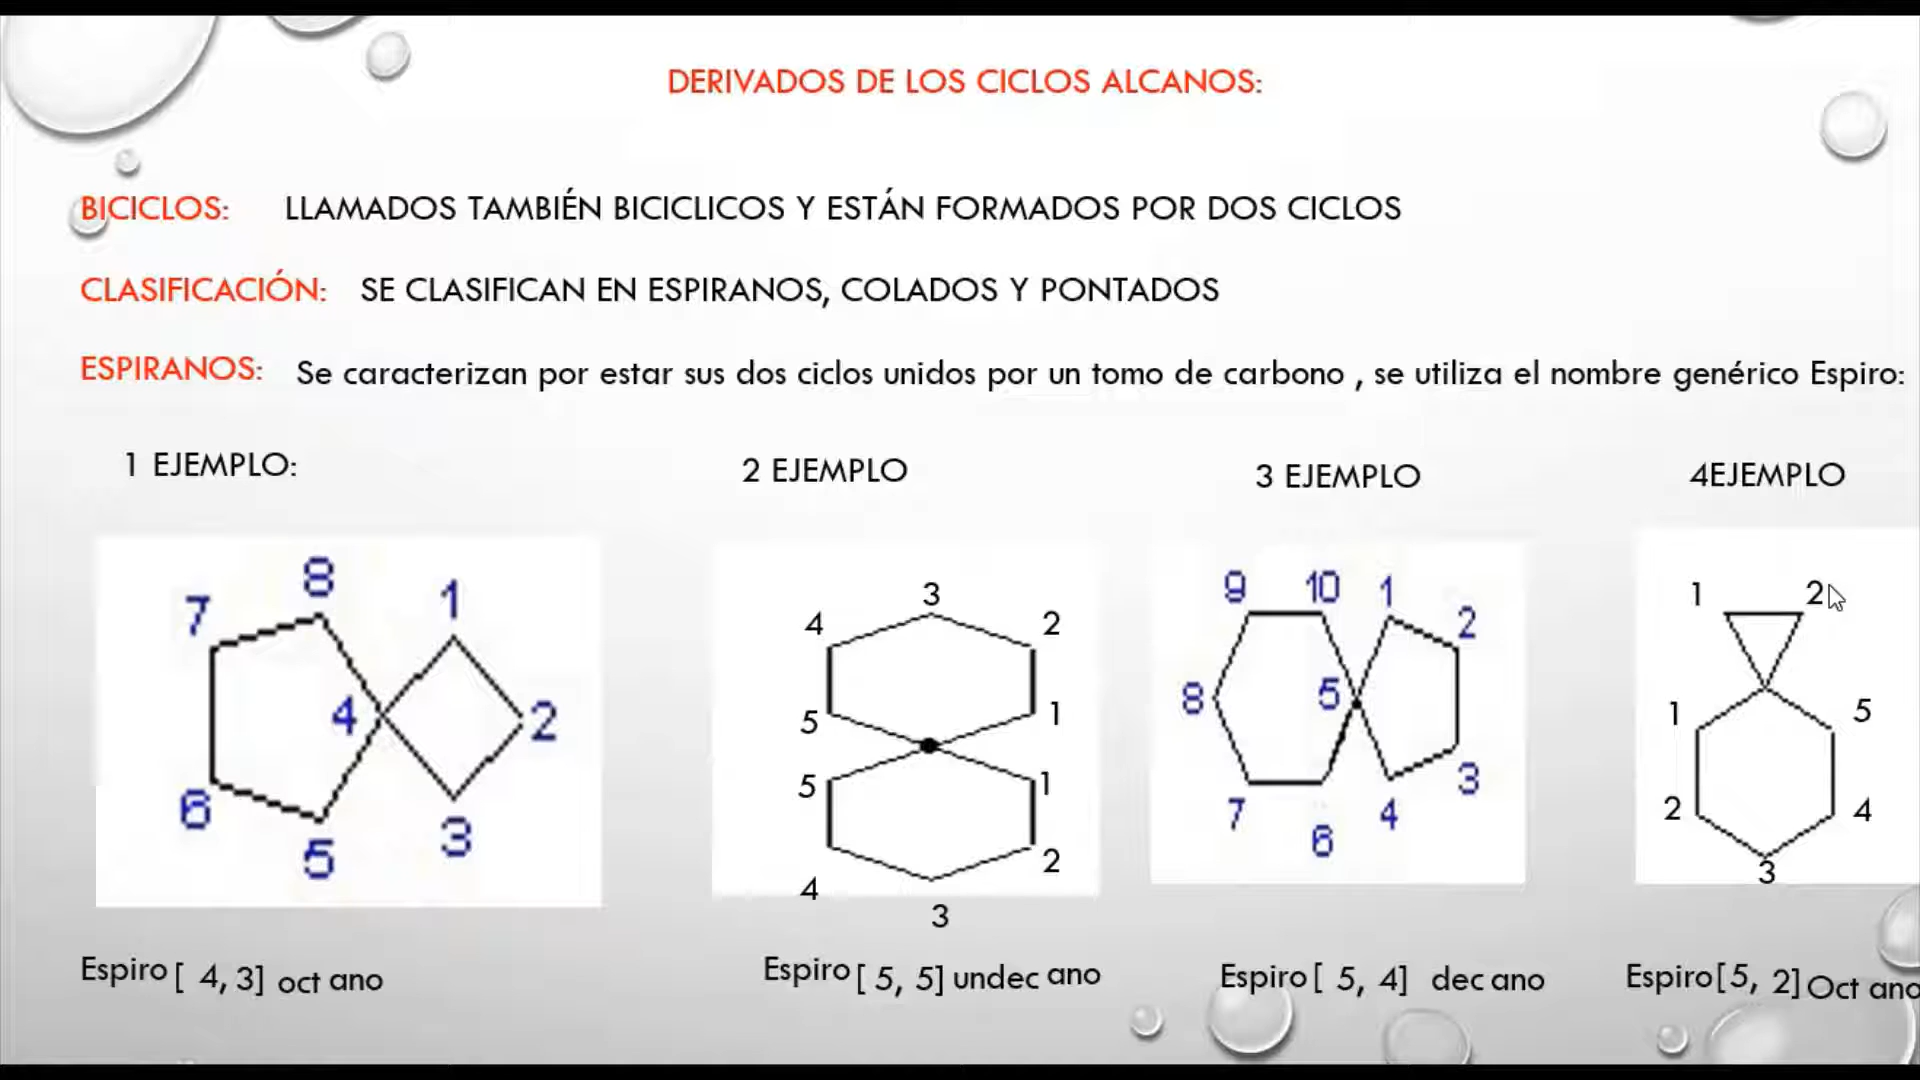 DERIVADOS DE LOS CICLOS ALCANOS:
BICICLOS: LLAMADOS TAMBIÉN BICICLICOS Y ESTÁN FORMADOS POR DOS CICLOS
CLASIFICACIÓN: SE CLASIFICAN EN ESPIRANOS, COLADOS Y PONTADOS
ESPIRANOS: Se caracterizan por estar sus dos ciclos unidos por un tomo de carbono , se utiliza el nombre genérico Espiro:
1 EJEMPLO:
8
1
7
4
2
6
3
5
Espiro [ 4, 3] oct ano
2 EJEMPLO
3
4 2
5 1
5 1
4 2
3
Espiro [ 5, 5] undec ano
3 EJEMPLO
9 10 1
2
8 5
3
7 4
6
Espiro [ 5, 4] dec ano
4EJEMPLO
1 2
1 5
2 4
3
Espiro [5, 2] Oct ano